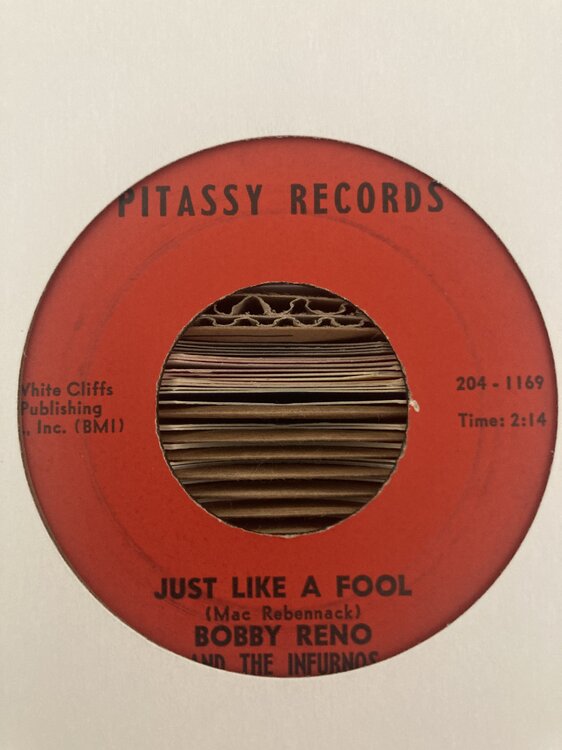 PITASSY RECORDS
White Cliffs
Publishing
., Inc. (BMI)
204 - 1169
Time: 2:14
JUST LIKE A FOOL
(Mac Rebennack)
BOBBY RENO
AND THE INFURNOS